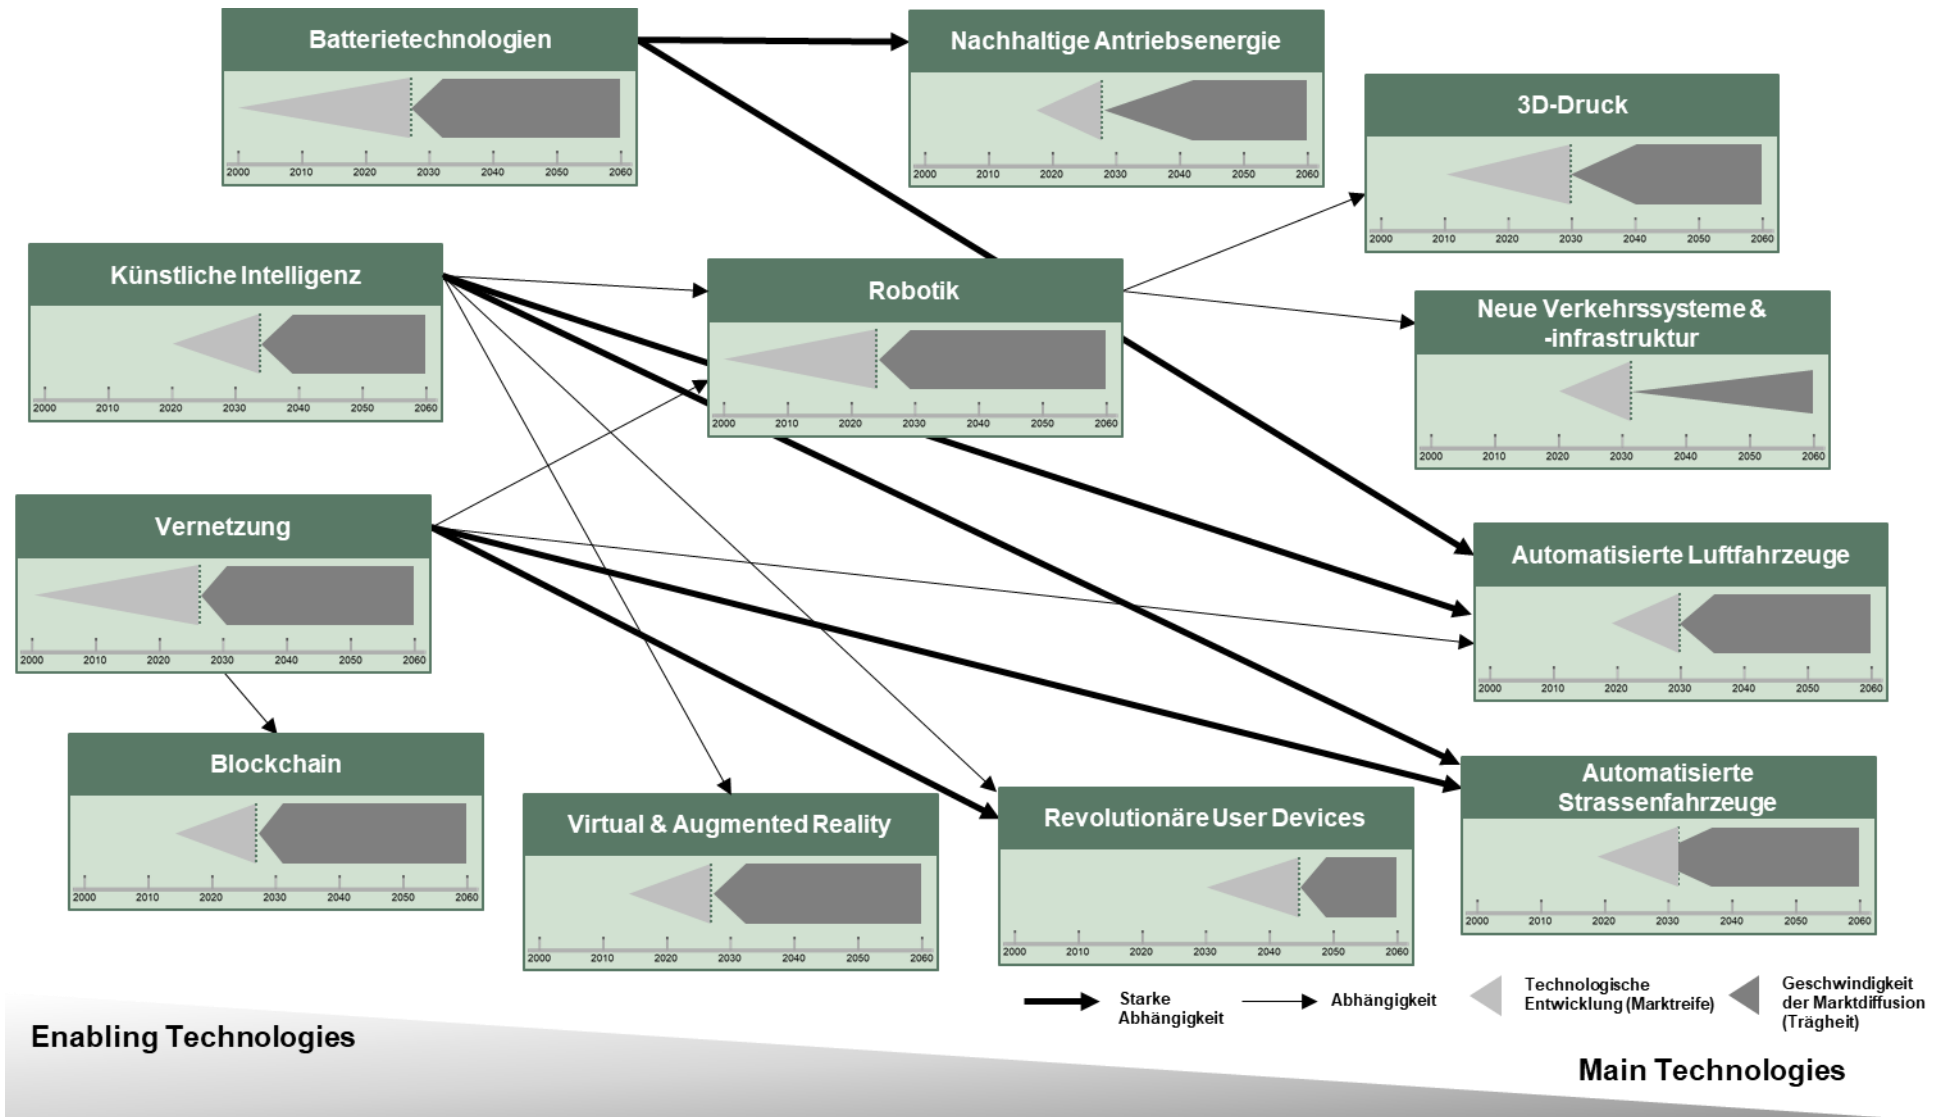 Batterietechnologien
2000 2010 2020 2030 2040 2050 2060
Nachhaltige Antriebsenergie
2000 2010 2020 2030 2040 2050 2060
3D-Druck
2000 2010 2020 2030 2040 2050 2060
Künstliche Intelligenz
2000 2010 2020 2030 2040 2050 2060
Robotik
2000 2010 2020 2030 2040 2050 2060
Neue Verkehrssysteme &
-infrastruktur
2000 2010 2020 2030 2040 2050 2060
Vernetzung
2000 2010 2020 2030 2040 2050 2060
Automatisierte Luftfahrzeuge
2000 2010 2020 2030 2040 2050 2060
Blockchain
2000 2010 2020 2030 2040 2050 2060
Virtual & Augmented Reality
2000 2010 2020 2030 2040 2050 2060
Revolutionäre User Devices
2000 2010 2020 2030 2040 2050 2060
Automatisierte
Strassenfahrzeuge
2000 2010 2020 2030 2040 2050 2060
Starke
Abhängigkeit
Abhängigkeit
Technologische
Entwicklung (Marktreife)
Geschwindigkeit
der Marktdiffusion
(Trägheit)
Enabling Technologies
Main Technologies